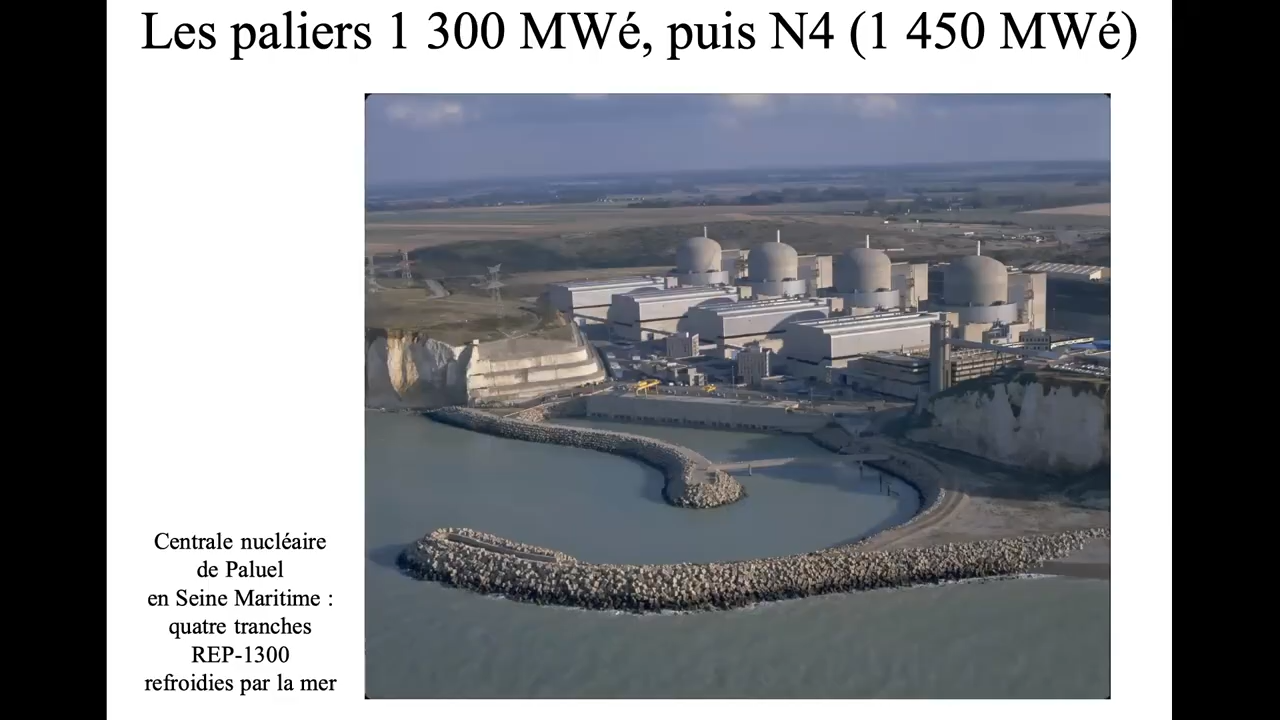 Les paliers 1 300 MWé, puis N4 (1 450 MWé)
Centrale nucléaire
de Paluel
en Seine Maritime :
quatre tranches
REP-1300
refroidies par la mer